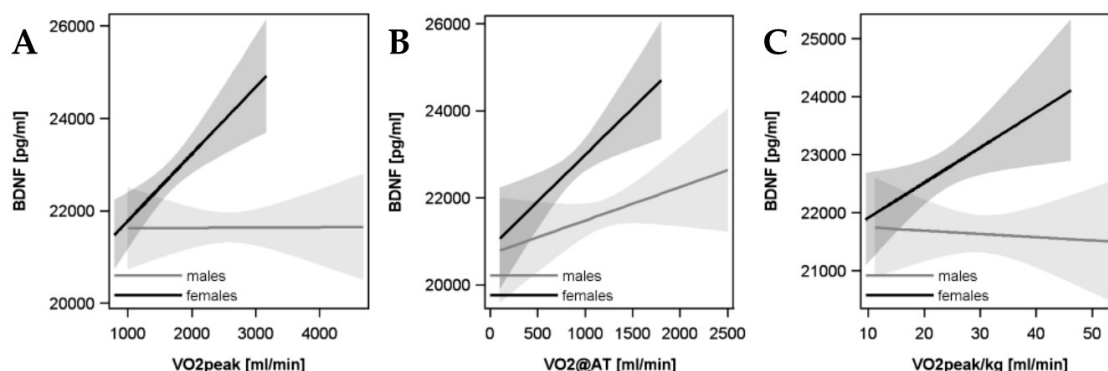 A
BDNF [pg/ml]
26000
24000
22000
20000
males
females
1000 2000 3000 4000
VO2peak [ml/min]
B
BDNF [pg/ml]
26000
24000
22000
20000
males
females
0 500 1000 1500 2000 2500
VO2@AT [ml/min]
C
BDNF [pg/ml]
25000
24000
23000
22000
21000
males
females
10 20 30 40 50
VO2peak/kg [ml/min]